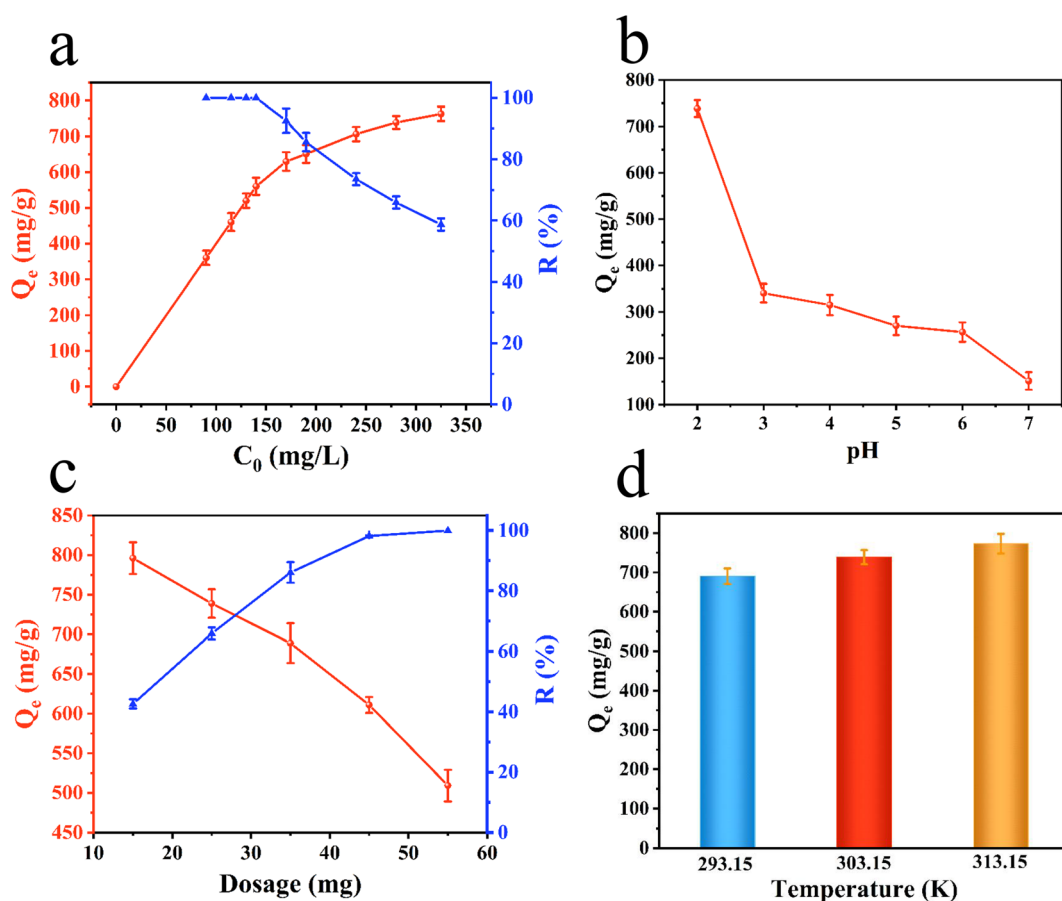 a
800
700
600
500
400
300
200
100
0
Qe (mg/g)
100
80
60
40
20
0
R (%)
0 50 100 150 200 250 300 350
C0 (mg/L)
b
800
700
600
500
400
300
200
100
Qe (mg/g)
2 3 4 5 6 7
pH
c
850
800
750
700
650
600
550
500
450
Qe (mg/g)
100
80
60
40
20
0
R (%)
10 20 30 40 50 60
Dosage (mg)
d
800
700
600
500
400
300
200
100
0
Qe (mg/g)
293.15 303.15 313.15
Temperature (K)